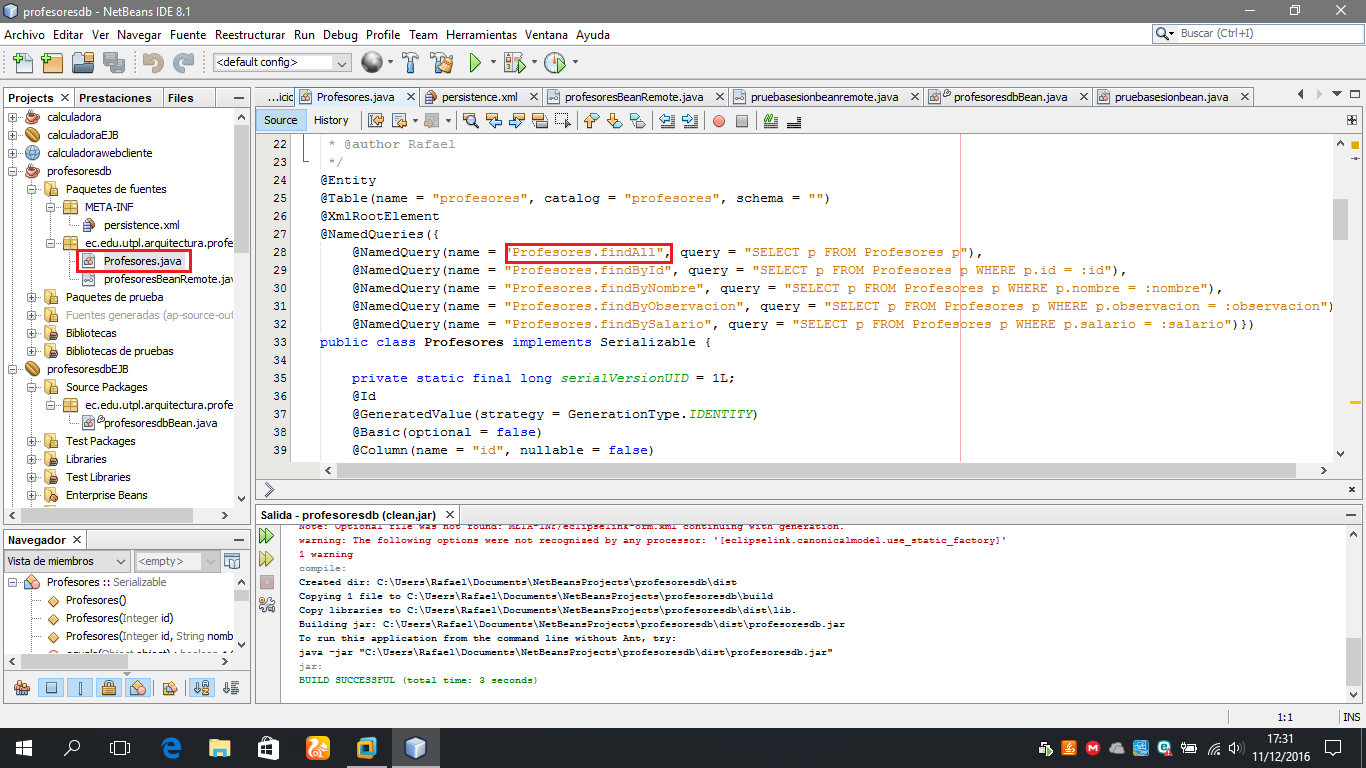 profesoresdb - NetBeans IDE 8.1
Archivo Editar Ver Navegar Fuente Reestructurar Run Debug Profile Team Herramientas Ventana Ayuda
Buscar (Ctrl+I)
<default config>
Projects Prestaciones Files
calculadora
calculadoraEJB
calculadorawebcliente
profesoresdb
Paquetes de fuentes
META-INF
persistence.xml
ec.edu.utpl.arquitectura.profe
Profesores.java
profesoresBeanRemote.jav
Paquetes de prueba
Fuentes generadas (ap-source-out
Bibliotecas
Bibliotecas de pruebas
profesoresdbEJB
Source Packages
ec.edu.utpl.arquitectura.profe
profesoresdbBean.java
Test Packages
Libraries
Test Libraries
Enterprise Beans
...icio Profesores.java persistence.xml profesoresBeanRemote.java pruebasesionbeanremote.java profesoresdbBean.java pruebasesionbean.java
Source History
22 * @author Rafael
23 */
24 @Entity
25 @Table(name = "profesores", catalog = "profesores", schema = "")
26 @XmlRootElement
27 @NamedQueries({
28 @NamedQuery(name = "Profesores.findAll", query = "SELECT p FROM Profesores p"),
29 @NamedQuery(name = "Profesores.findById", query = "SELECT p FROM Profesores p WHERE p.id = :id"),
30 @NamedQuery(name = "Profesores.findByNombre", query = "SELECT p FROM Profesores p WHERE p.nombre = :nombre"),
31 @NamedQuery(name = "Profesores.findByObservacion", query = "SELECT p FROM Profesores p WHERE p.observacion = :observacion")
32 @NamedQuery(name = "Profesores.findBySalario", query = "SELECT p FROM Profesores p WHERE p.salario = :salario")})
33 public class Profesores implements Serializable {
34
35 private static final long serialVersionUID = 1L;
36 @Id
37 @GeneratedValue(strategy = GenerationType.IDENTITY)
38 @Basic(optional = false)
39 @Column(name = "id", nullable = false)
Navegador
Vista de miembros <empty>
Profesores :: Serializable
Profesores()
Profesores(Integer id)
Profesores(Integer id, String nomb
equals(Object object) : boolean
Salida - profesoresdb (clean,jar)
Note: Optional file was not found: META-INF/eclipselink-orm.xml continuing with generation.
warning: The following options were not recognized by any processor: '[eclipselink.canonicalmodel.use_static_factory]'
1 warning
compile:
Created dir: C:\Users\Rafael\Documents\NetBeansProjects\profesoresdb\dist
Copying 1 file to C:\Users\Rafael\Documents\NetBeansProjects\profesoresdb\build
Copy libraries to C:\Users\Rafael\Documents\NetBeansProjects\profesoresdb\dist\lib.
Building jar: C:\Users\Rafael\Documents\NetBeansProjects\profesoresdb\dist\profesoresdb.jar
To run this application from the command line without Ant, try:
java -jar "C:\Users\Rafael\Documents\NetBeansProjects\profesoresdb\dist\profesoresdb.jar"
jar:
BUILD SUCCESSFUL (total time: 3 seconds)
1:1 INS
17:31
11/12/2016